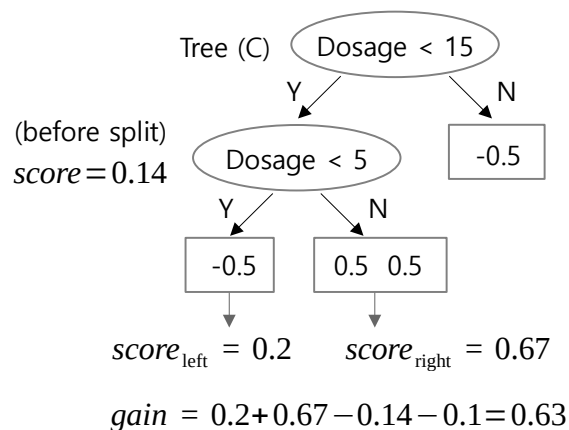 Tree (C)
Dosage < 15
Y
N
(before split)
score=0.14
Dosage < 5
-0.5
Y
N
-0.5
0.5 0.5
score_left = 0.2
score_right = 0.67
gain = 0.2+0.67−0.14−0.1=0.63